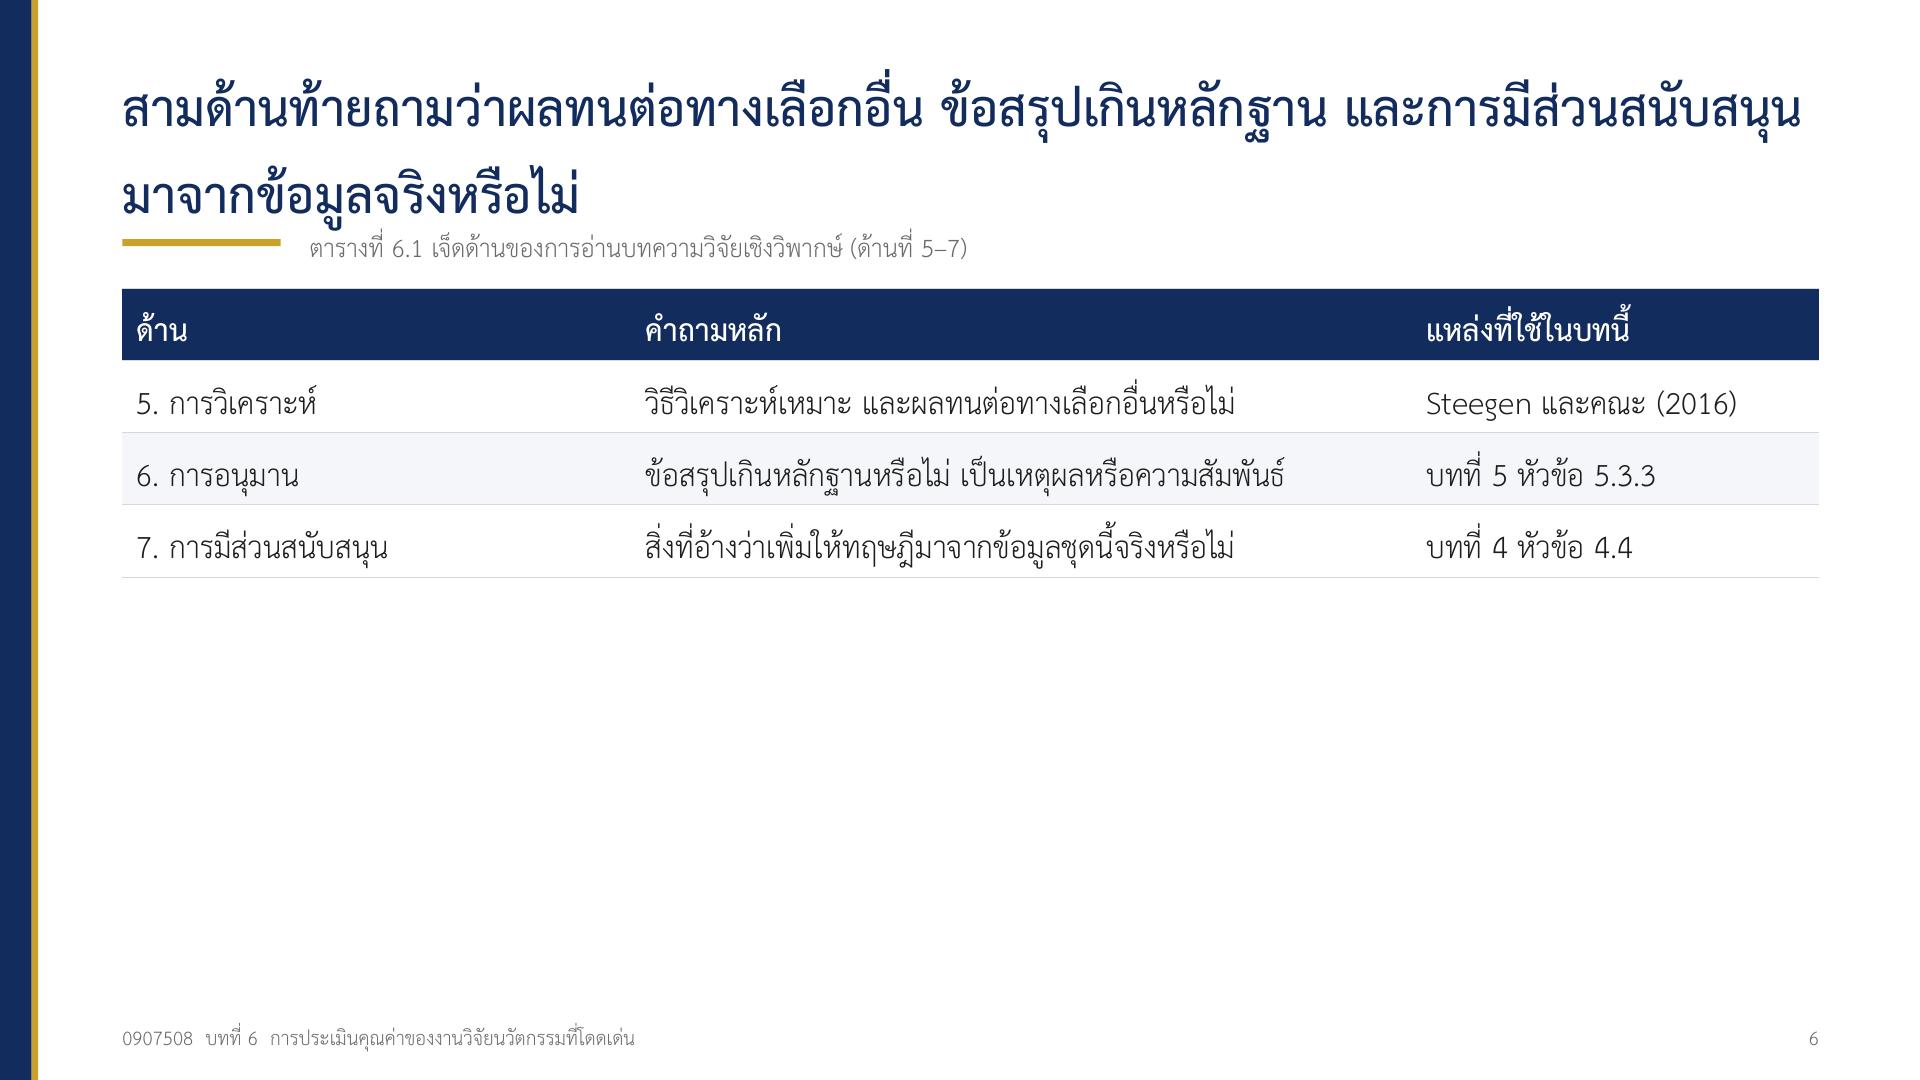 สามด้านท้ายถามว่าผลทนต่อทางเลือกอื่น ข้อสรุปเกินหลักฐาน และการมีส่วนสนับสนุน
มาจากข้อมูลจริงหรือไม่
ตารางที่ 6.1 เจ็ดด้านของการอ่านบทความวิจัยเชิงวิพากษ์ (ด้านที่ 5–7)
ด้าน คำถามหลัก แหล่งที่ใช้ในบทนี้
5. การวิเคราะห์ วิธีวิเคราะห์เหมาะ และผลทนต่อทางเลือกอื่นหรือไม่ Steegen และคณะ (2016)
6. การอนุมาน ข้อสรุปเกินหลักฐานหรือไม่ เป็นเหตุผลหรือความสัมพันธ์ บทที่ 5 หัวข้อ 5.3.3
7. การมีส่วนสนับสนุน สิ่งที่อ้างว่าเพิ่มให้ทฤษฎีมาจากข้อมูลชุดนี้จริงหรือไม่ บทที่ 4 หัวข้อ 4.4
0907508 บทที่ 6 การประเมินคุณค่าของงานวิจัยนวัตกรรมที่โดดเด่น 6